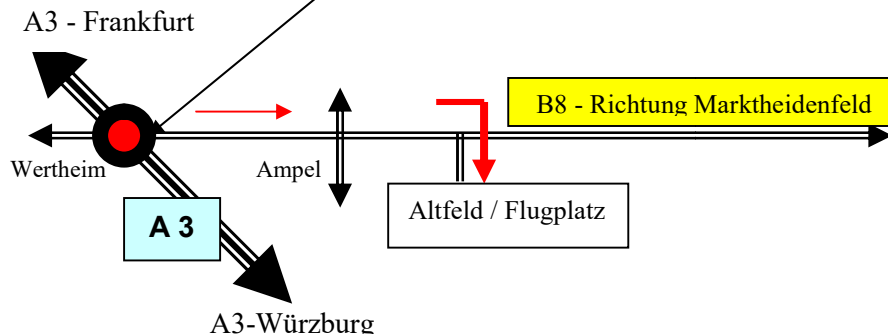 A3 - Frankfurt
B8 - Richtung Marktheidenfeld
Wertheim
Ampel
Altfeld / Flugplatz
A 3
A3-Würzburg